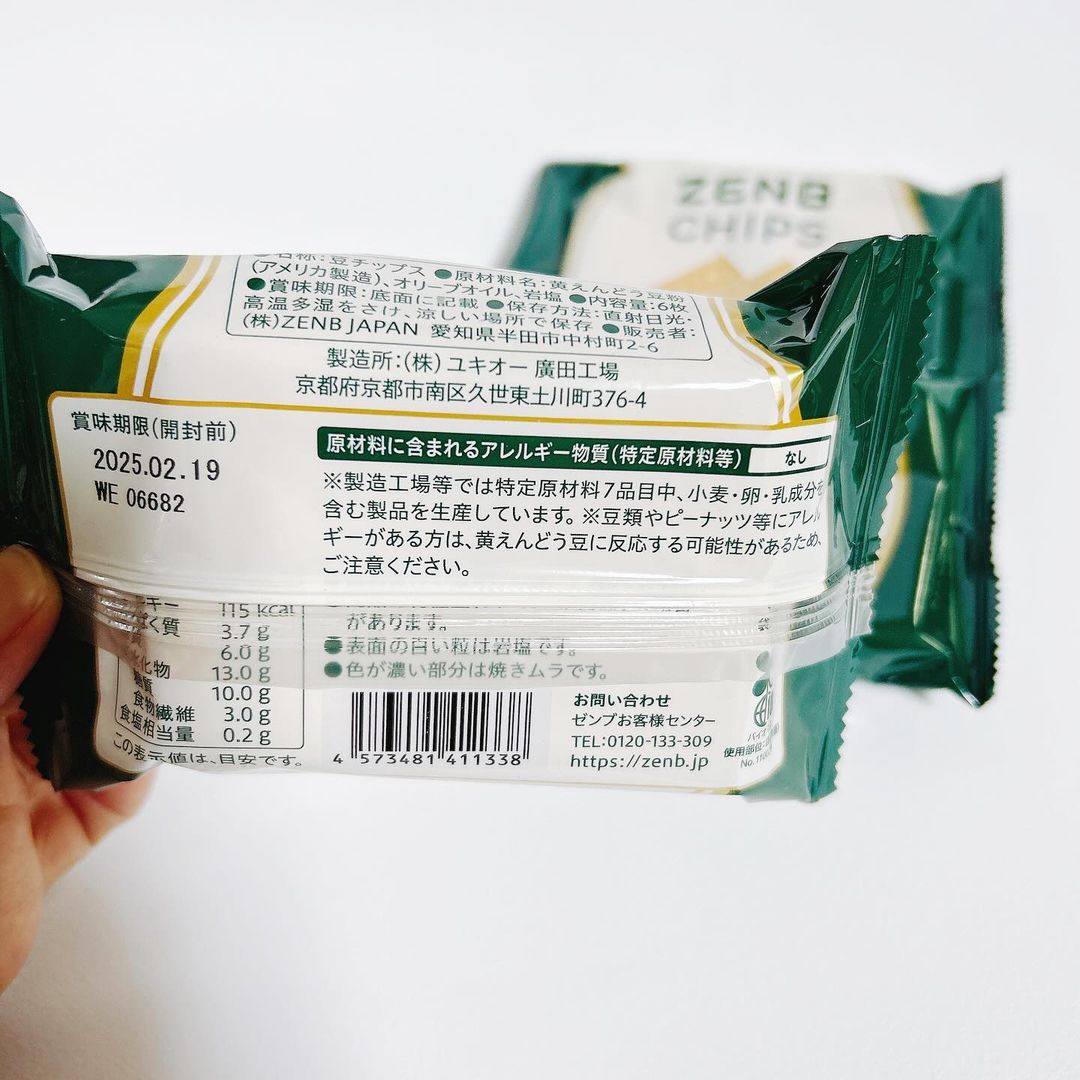 ZENB
CHIPS
名称:豆チップス ●原材料名:黄えんどう豆粉
(アメリカ製造)、オリーブオイル、岩塩 ●内容量:6枚
●賞味期限:底面に記載 ●保存方法:直射日光・
高温多湿をさけ、涼しい場所で保存 ●販売者:
(株)ZENB JAPAN 愛知県半田市中村町2-6
製造所:(株)ユキオー 廣田工場
京都府京都市南区久世東土川町376-4
賞味期限(開封前)
2025.02.19
WE 06682
原材料に含まれるアレルギー物質(特定原材料等) なし
※製造工場等では特定原材料7品目中、小麦・卵・乳成分を
含む製品を生産しています。※豆類やピーナッツ等にアレル
ギーがある方は、黄えんどう豆に反応する可能性があるため、
ご注意ください。
115 kcal
3.7 g
6.0 g
13.0 g
糖質 10.0 g
食物繊維 3.0 g
食塩相当量 0.2 g
この表示値は、目安です。
があります。
●表面の白い粒は岩塩です。
●色が濃い部分は焼きムラです。
4 573481 411338
お問い合わせ
ゼンブお客様センター
TEL:0120-133-309
https://zenb.jp